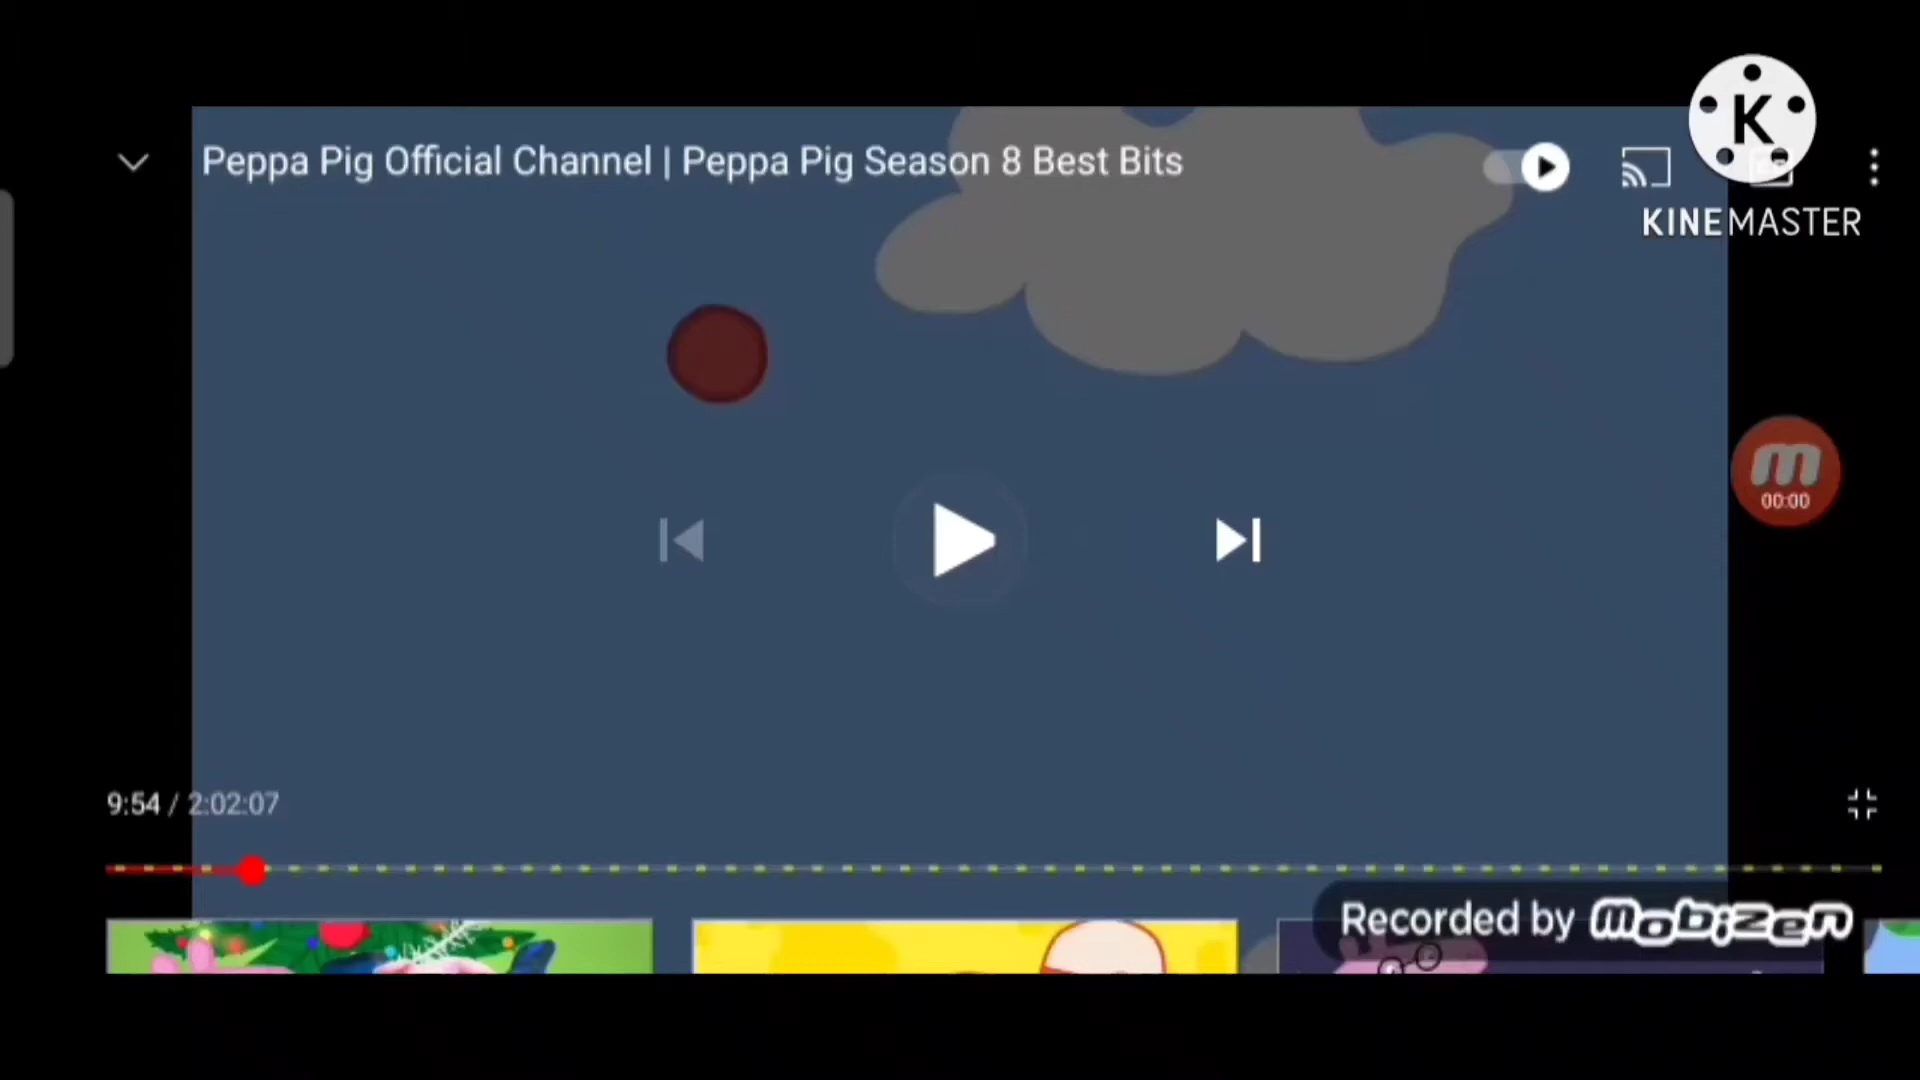 Peppa Pig Official Channel | Peppa Pig Season 8 Best Bits
K
KINEMASTER
m
00:00
9:54 / 2:02:07
Recorded by mobizen